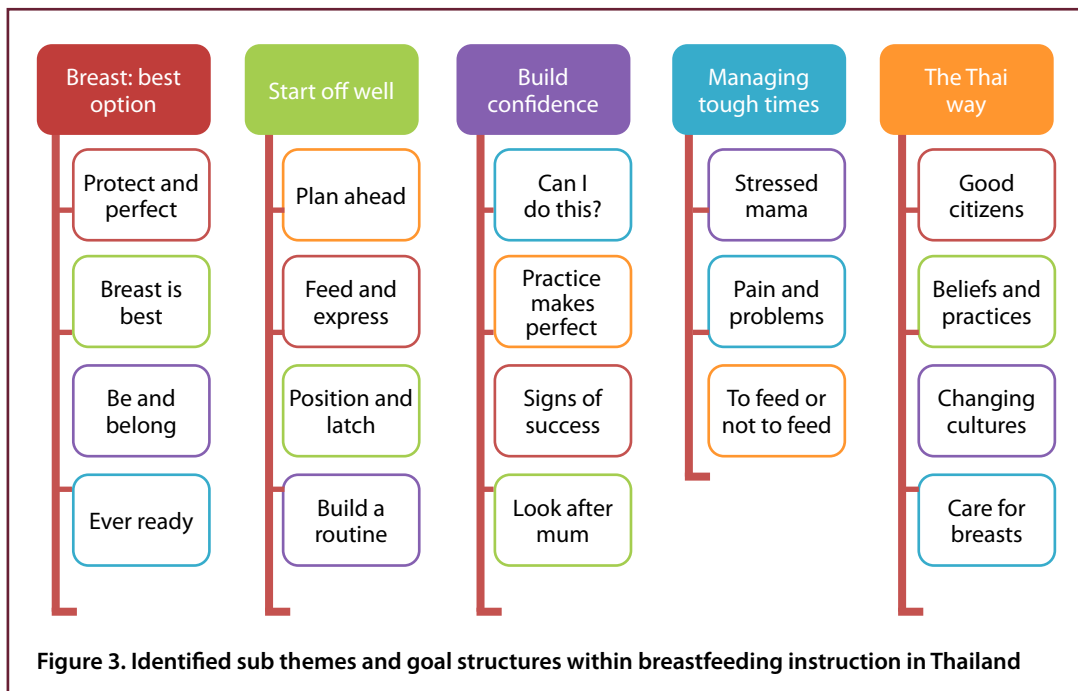 Breast: best
option
Protect and
perfect
Breast is
best
Be and
belong
Ever ready
Start off well
Plan ahead
Feed and
express
Position and
latch
Build a
routine
Build
confidence
Can I
do this?
Practice
makes
perfect
Signs of
success
Look after
mum
Managing
tough times
Stressed
mama
Pain and
problems
To feed or
not to feed
The Thai
way
Good
citizens
Beliefs and
practices
Changing
cultures
Care for
breasts
Figure 3. Identified sub themes and goal structures within breastfeeding instruction in Thailand